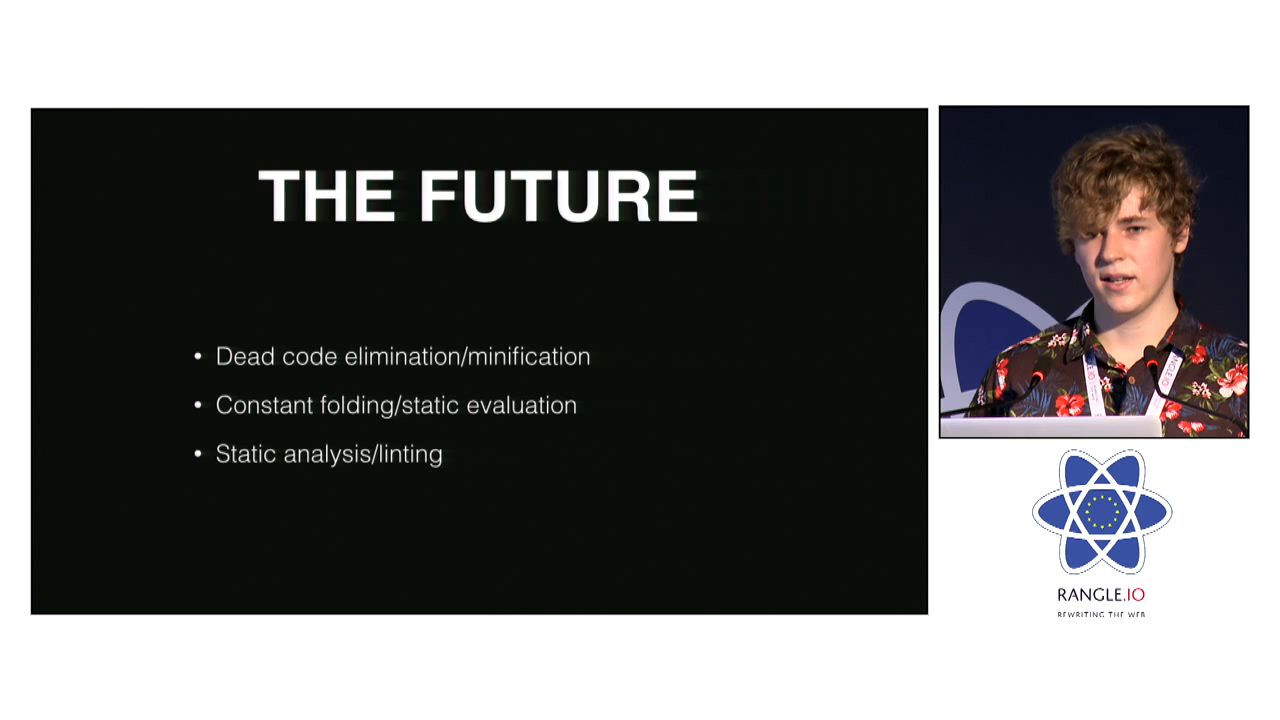 THE FUTURE
• Dead code elimination/minification
• Constant folding/static evaluation
• Static analysis/linting
RANGLE.IO
REWRITING THE WEB